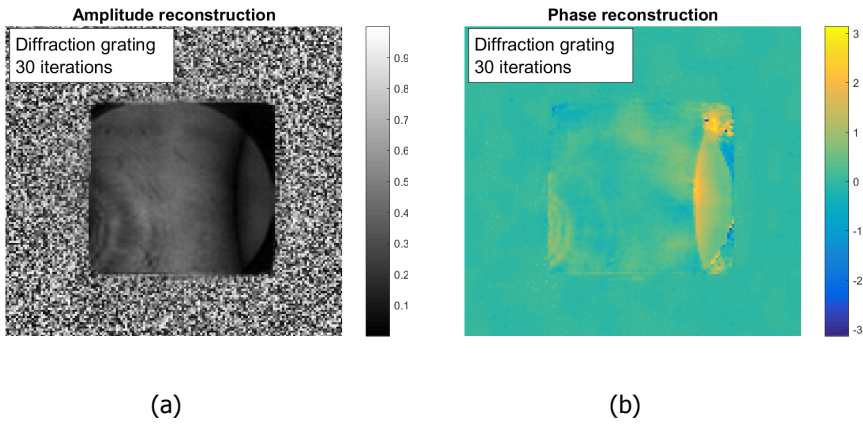 Amplitude reconstruction
Diffraction grating
30 iterations
0.9
0.8
0.7
0.6
0.5
0.4
0.3
0.2
0.1
(a)
Phase reconstruction
Diffraction grating
30 iterations
3
2
1
0
-1
-2
-3
(b)